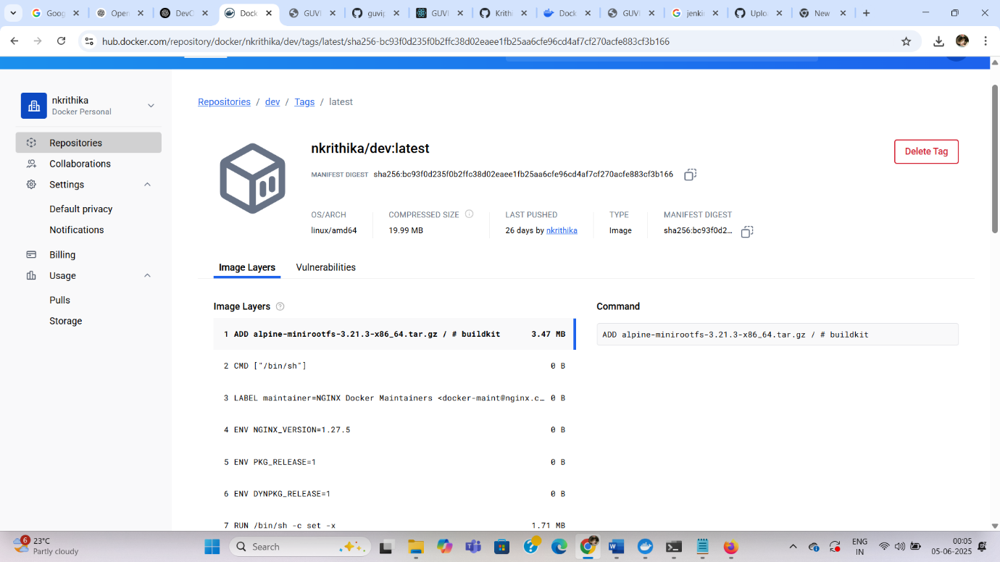 Goog
Open
DevO
Dock
GUVI
guvip
GUVI
Krithi
Dock
GUVI
jenki
Uplo
New
hub.docker.com/repository/docker/nkrithika/dev/tags/latest/sha256-bc93f0d235f0b2ffc38d02eaee1fb25aa6cfe96cd4af7cf270acfe883cf3b166
nkrithika
Docker Personal
Repositories
Collaborations
Settings
Default privacy
Notifications
Billing
Usage
Pulls
Storage
Repositories / dev / Tags / latest
nkrithika/dev:latest
Delete Tag
MANIFEST DIGEST sha256:bc93f0d235f0b2ffc38d02eaee1fb25aa6cfe96cd4af7cf270acfe883cf3b166
OS/ARCH
linux/amd64
COMPRESSED SIZE
19.99 MB
LAST PUSHED
26 days by nkrithika
TYPE
Image
MANIFEST DIGEST
sha256:bc93f0d2...
Image Layers
Vulnerabilities
Image Layers
1 ADD alpine-minirootfs-3.21.3-x86_64.tar.gz / # buildkit 3.47 MB
2 CMD ["/bin/sh"] 0 B
3 LABEL maintainer=NGINX Docker Maintainers <docker-maint@nginx.c… 0 B
4 ENV NGINX_VERSION=1.27.5 0 B
5 ENV PKG_RELEASE=1 0 B
6 ENV DYNPKG_RELEASE=1 0 B
7 RUN /bin/sh -c set -x 1.71 MB
Command
ADD alpine-minirootfs-3.21.3-x86_64.tar.gz / # buildkit
6
23°C
Partly cloudy
Search
ENG
IN
00:05
05-06-2025